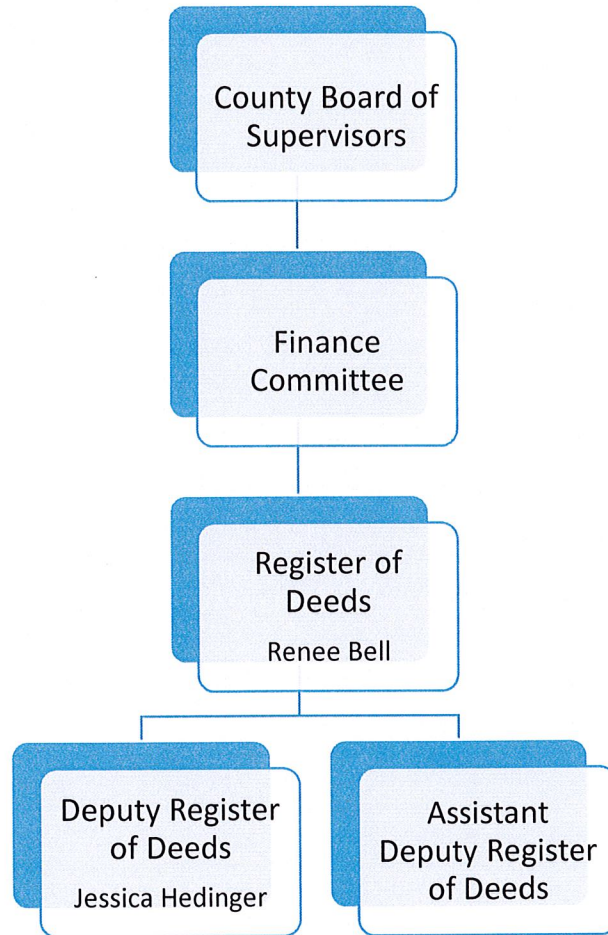 County Board of
Supervisors
Finance
Committee
Register of
Deeds
Renee Bell
Deputy Register
of Deeds
Jessica Hedinger
Assistant
Deputy Register
of Deeds